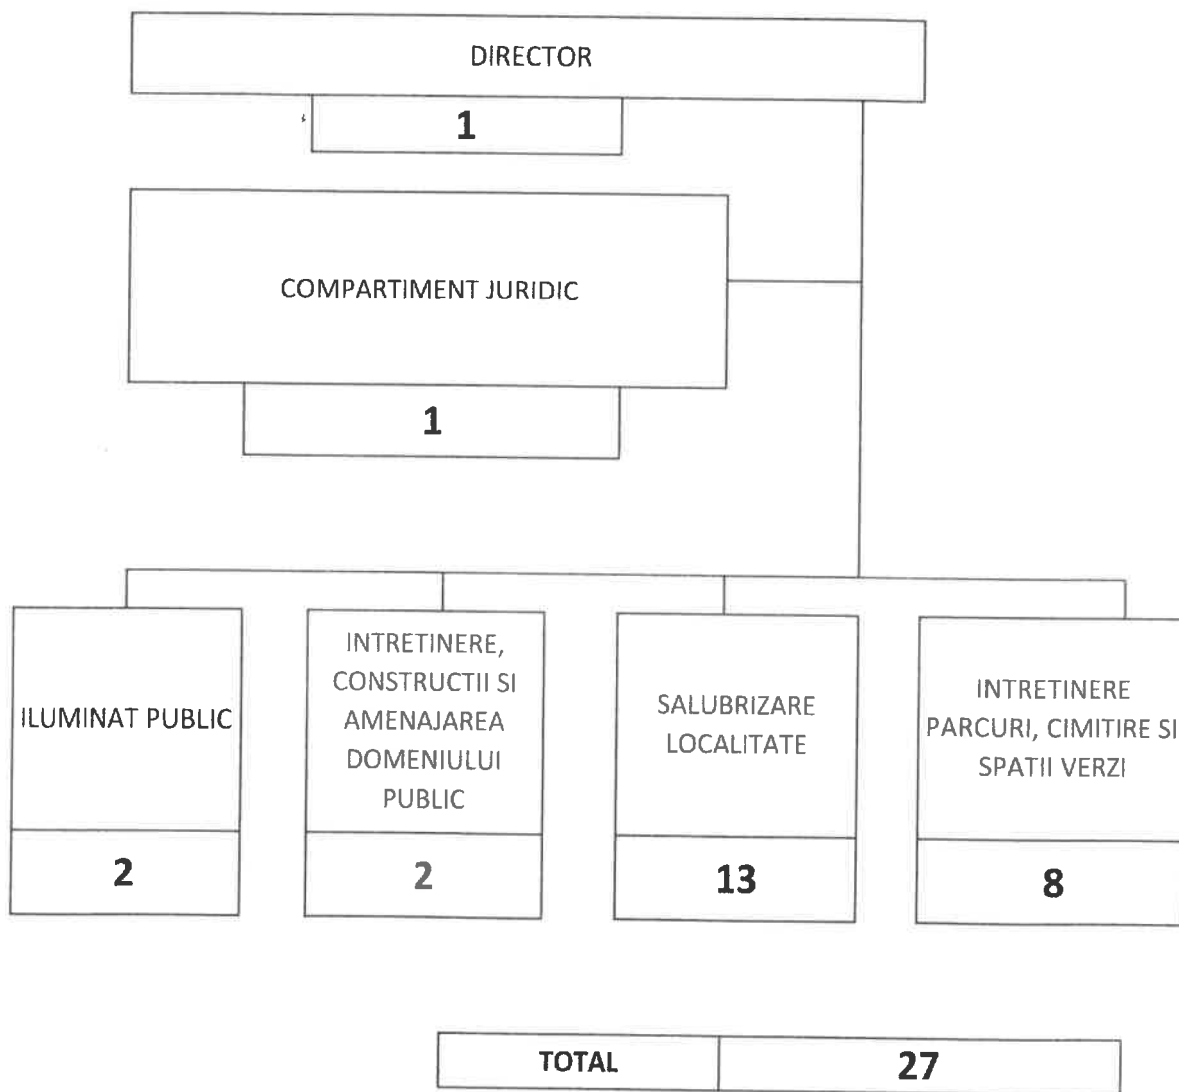 DIRECTOR
1
COMPARTIMENT JURIDIC
1
ILUMINAT PUBLIC
2
INTRETINERE,
CONSTRUCTII SI
AMENAJAREA
DOMENIULUI
PUBLIC
2
SALUBRIZARE
LOCALITATE
13
INTRETINERE
PARCURI, CIMITIRE SI
SPATII VERZI
8
TOTAL 27